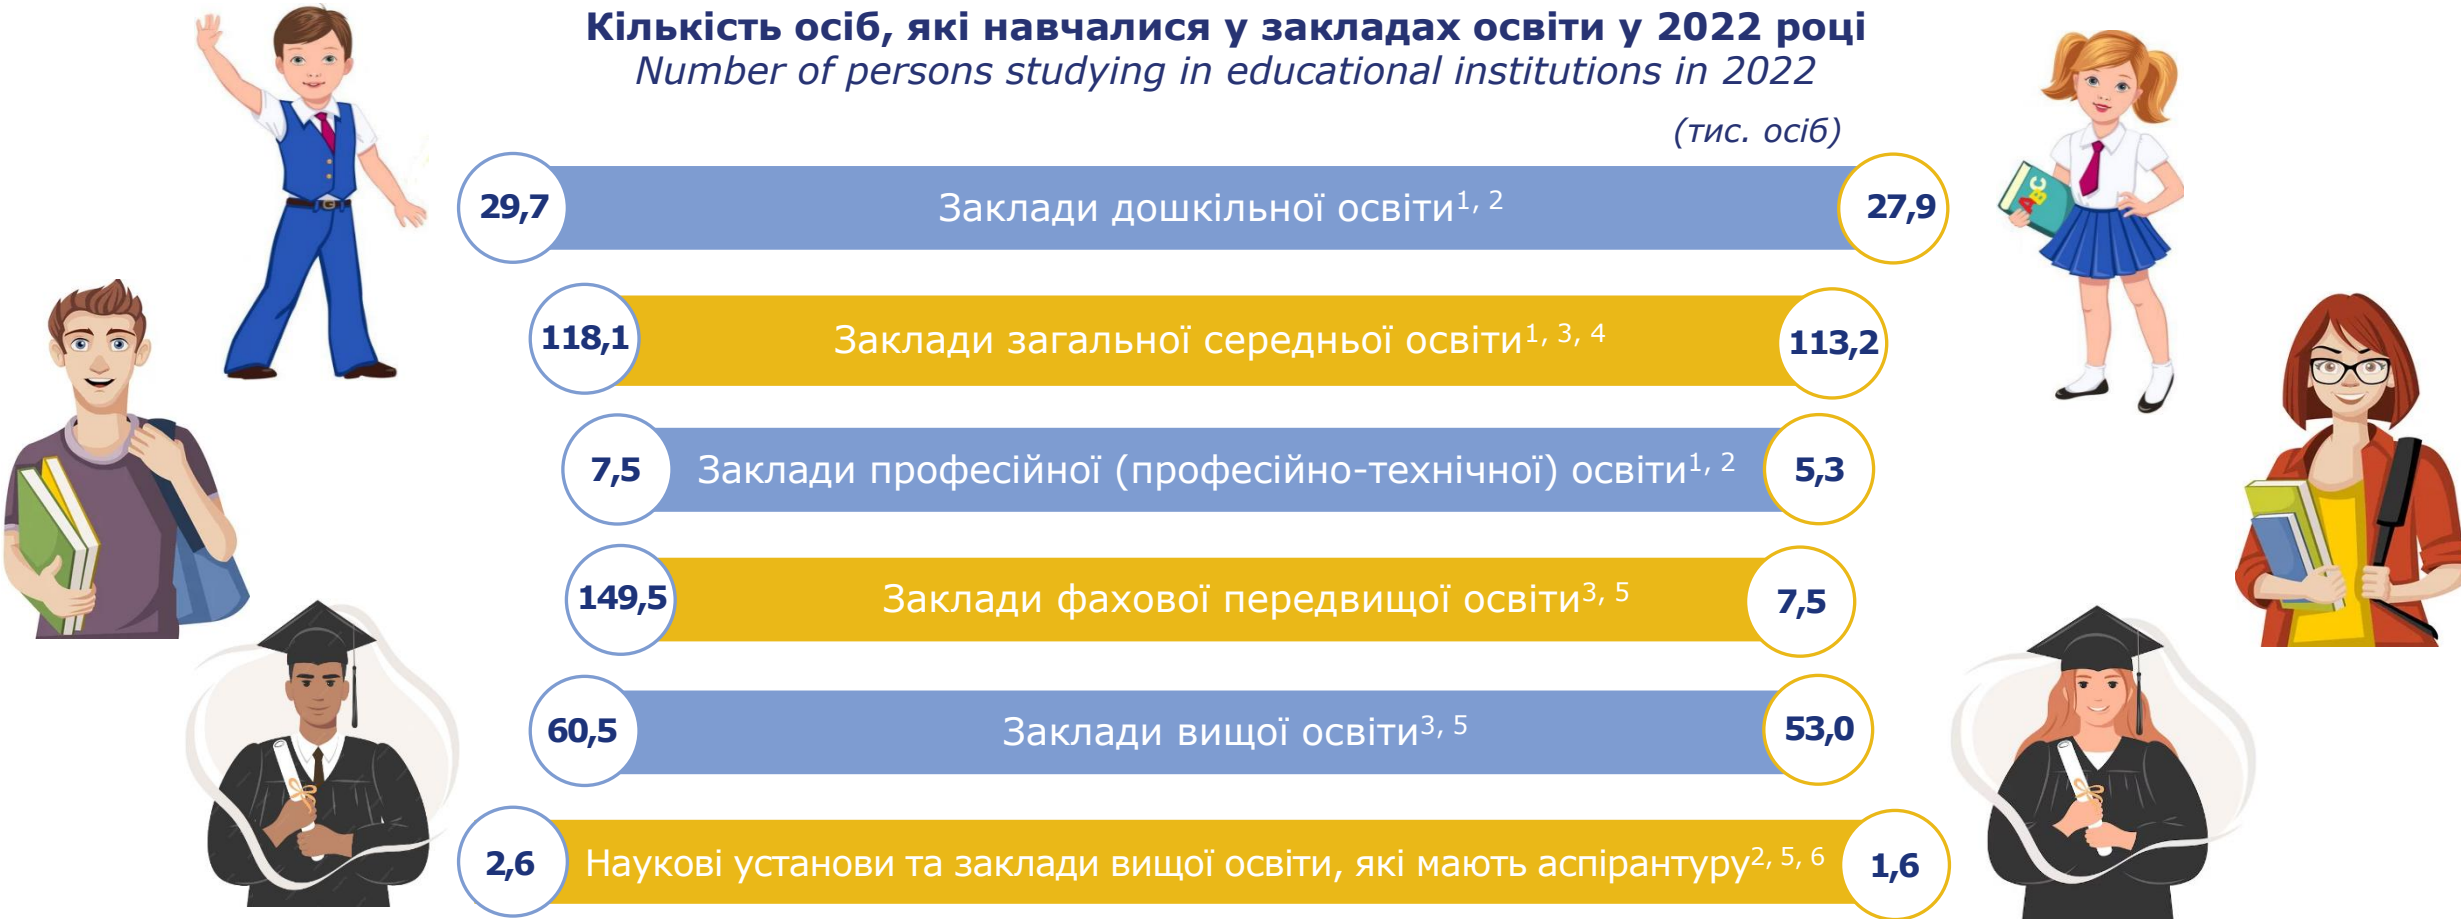 Кількість осіб, які навчалися у закладах освіти у 2022 році
Number of persons studying in educational institutions in 2022
(тис. осіб)
29,7 Заклади дошкільної освіти1, 2 27,9
118,1 Заклади загальної середньої освіти1, 3, 4 113,2
7,5 Заклади професійної (професійно-технічної) освіти1, 2 5,3
149,5 Заклади фахової передвищої освіти3, 5 7,5
60,5 Заклади вищої освіти3, 5 53,0
2,6 Наукові установи та заклади вищої освіти, які мають аспірантуру2, 5, 6 1,6
ABC